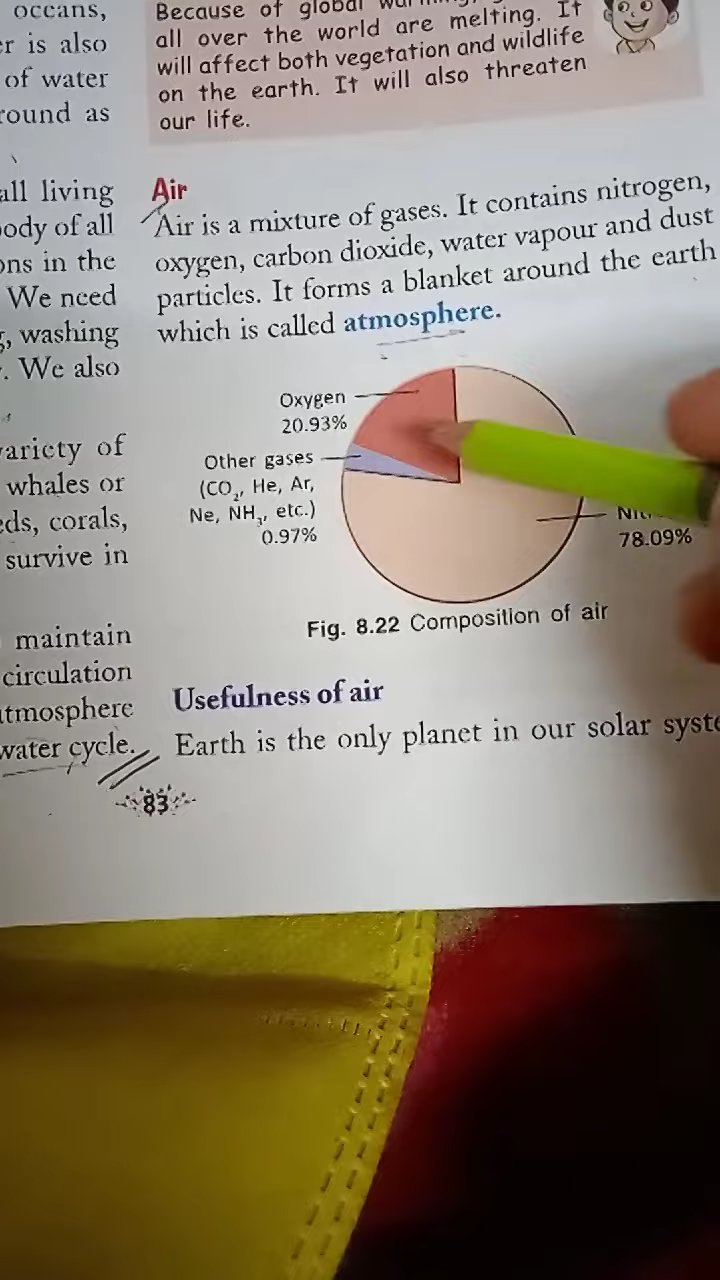 oceans,
er is also
of water
round as
all living
body of all
ons in the
We need
g, washing
. We also
variety of
whales or
eds, corals,
survive in
maintain
circulation
atmosphere
water cycle.
83
Because of global
all over the world are melting. It
will affect both vegetation and wildlife
on the earth. It will also threaten
our life.
Air
Air is a mixture of gases. It contains nitrogen,
oxygen, carbon dioxide, water vapour and dust
particles. It forms a blanket around the earth
which is called atmosphere.
Oxygen
20.93%
Other gases
(CO₂, He, Ar,
Ne, NH₃, etc.)
0.97%
78.09%
Fig. 8.22 Composition of air
Usefulness of air
Earth is the only planet in our solar syste